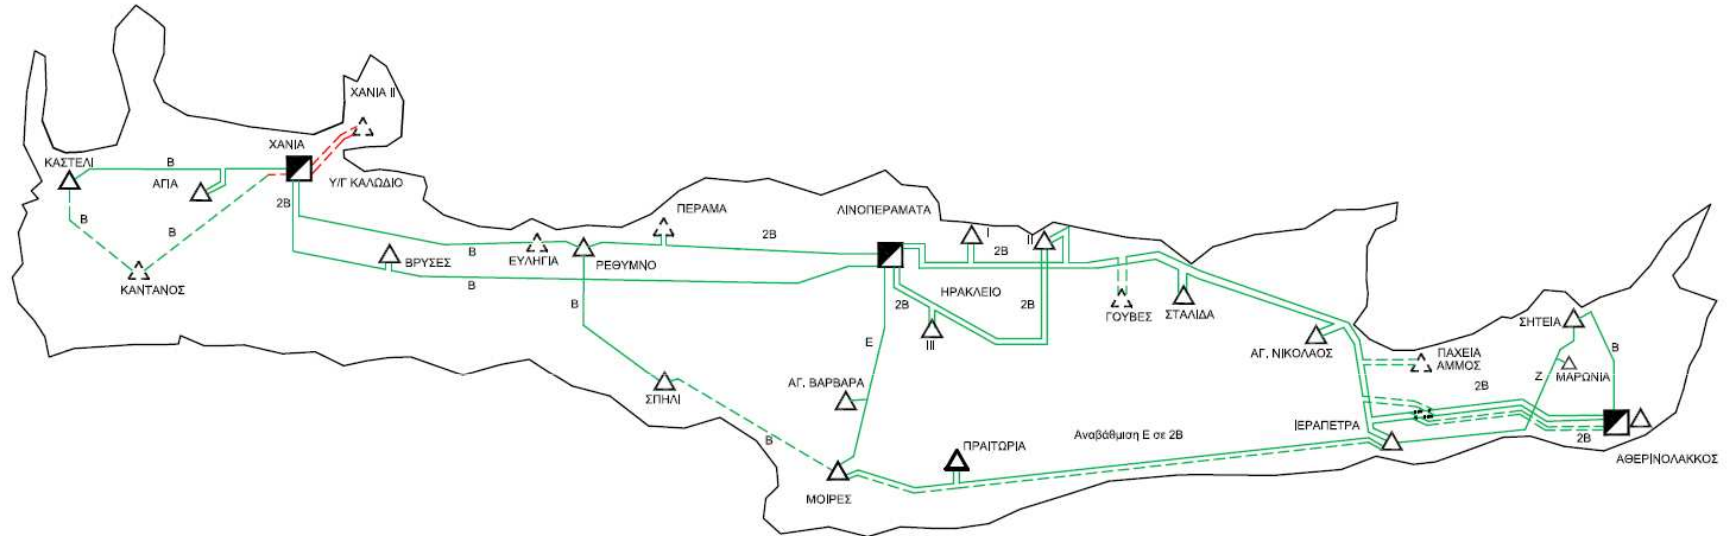 ΧΑΝΙΑ ΙΙ
ΧΑΝΙΑ
ΚΑΣΤΕΛΙ
Β
ΑΓΙΑ
Υ/Γ ΚΑΛΩΔΙΟ
2Β
Β
Β
ΚΑΝΤΑΝΟΣ
ΒΡΥΣΕΣ
Β
Β
ΕΥΛΗΓΙΑ
ΡΕΘΥΜΝΟ
ΠΕΡΑΜΑ
2Β
Β
ΣΠΗΛΙ
Β
ΛΙΝΟΠΕΡΑΜΑΤΑ
Ι
ΙΙ
2Β
ΗΡΑΚΛΕΙΟ
2Β
2Β
ΙΙΙ
Ε
ΑΓ. ΒΑΡΒΑΡΑ
ΜΟΙΡΕΣ
ΠΡΑΙΤΩΡΙΑ
Αναβάθμιση Ε σε 2Β
ΓΟΥΒΕΣ
ΣΤΑΛΙΔΑ
ΑΓ. ΝΙΚΟΛΑΟΣ
ΠΑΧΕΙΑ
ΑΜΜΟΣ
2Β
ΙΕΡΑΠΕΤΡΑ
ΣΗΤΕΙΑ
Β
Ζ
ΜΑΡΩΝΙΑ
2Β
ΑΘΕΡΙΝΟΛΑΚΚΟΣ